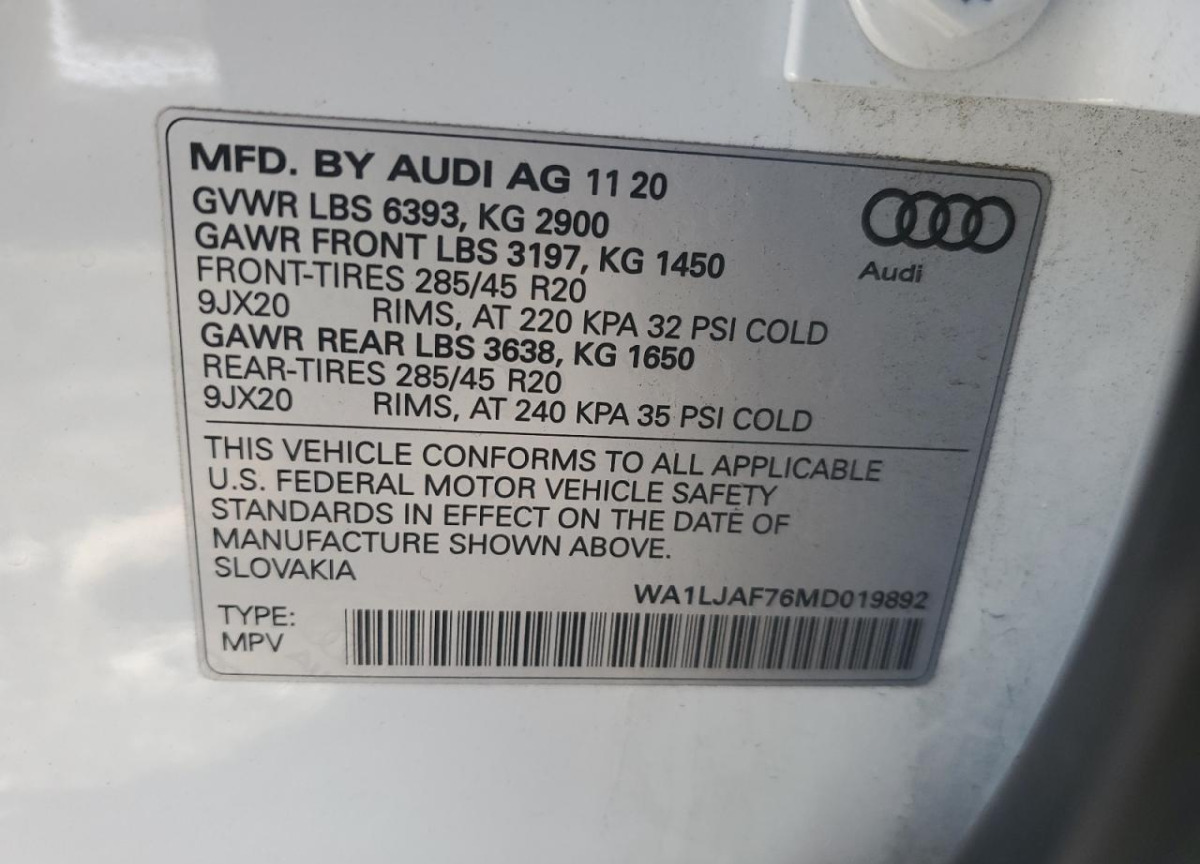 MFD. BY AUDI AG 11 20
GVWR LBS 6393, KG 2900
GAWR FRONT LBS 3197, KG 1450
FRONT-TIRES 285/45 R20
9JX20 RIMS, AT 220 KPA 32 PSI COLD
GAWR REAR LBS 3638, KG 1650
REAR-TIRES 285/45 R20
9JX20 RIMS, AT 240 KPA 35 PSI COLD
Audi
THIS VEHICLE CONFORMS TO ALL APPLICABLE
U.S. FEDERAL MOTOR VEHICLE SAFETY
STANDARDS IN EFFECT ON THE DATE OF
MANUFACTURE SHOWN ABOVE.
SLOVAKIA
WA1LJAF76MD019892
TYPE:
MPV